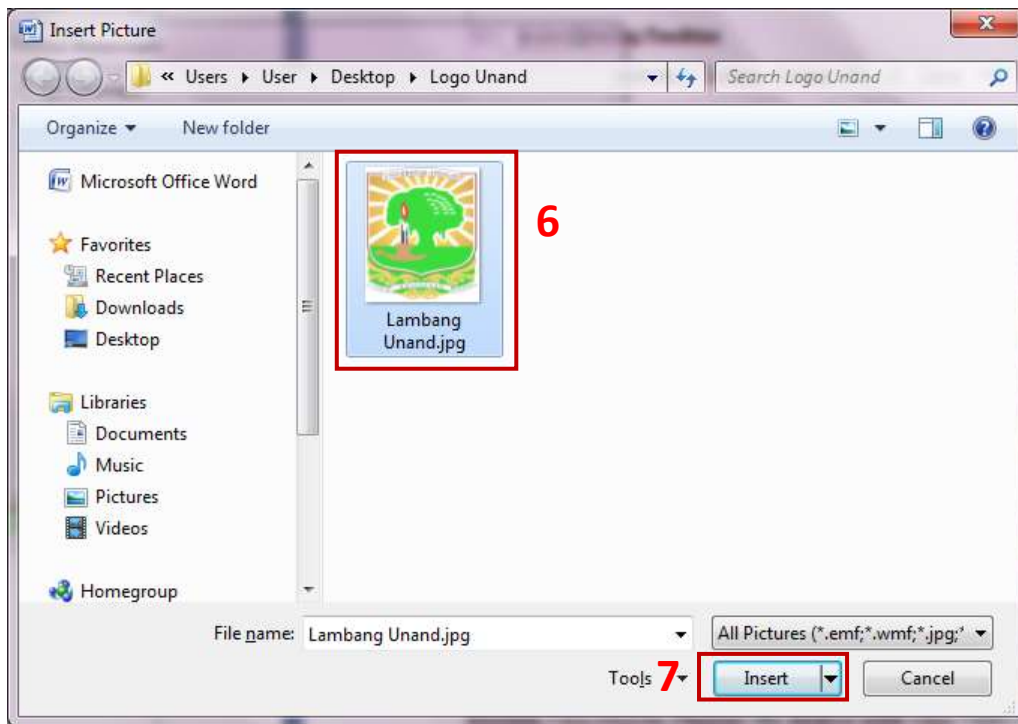 Insert Picture
« Users ▸ User ▸ Desktop ▸ Logo Unand
Search Logo Unand
Organize
New folder
Microsoft Office Word
Favorites
Recent Places
Downloads
Desktop
Libraries
Documents
Music
Pictures
Videos
Homegroup
Lambang
Unand.jpg
6
File name: Lambang Unand.jpg
All Pictures (*.emf;*.wmf;*.jpg;*
Tools
7
Insert
Cancel